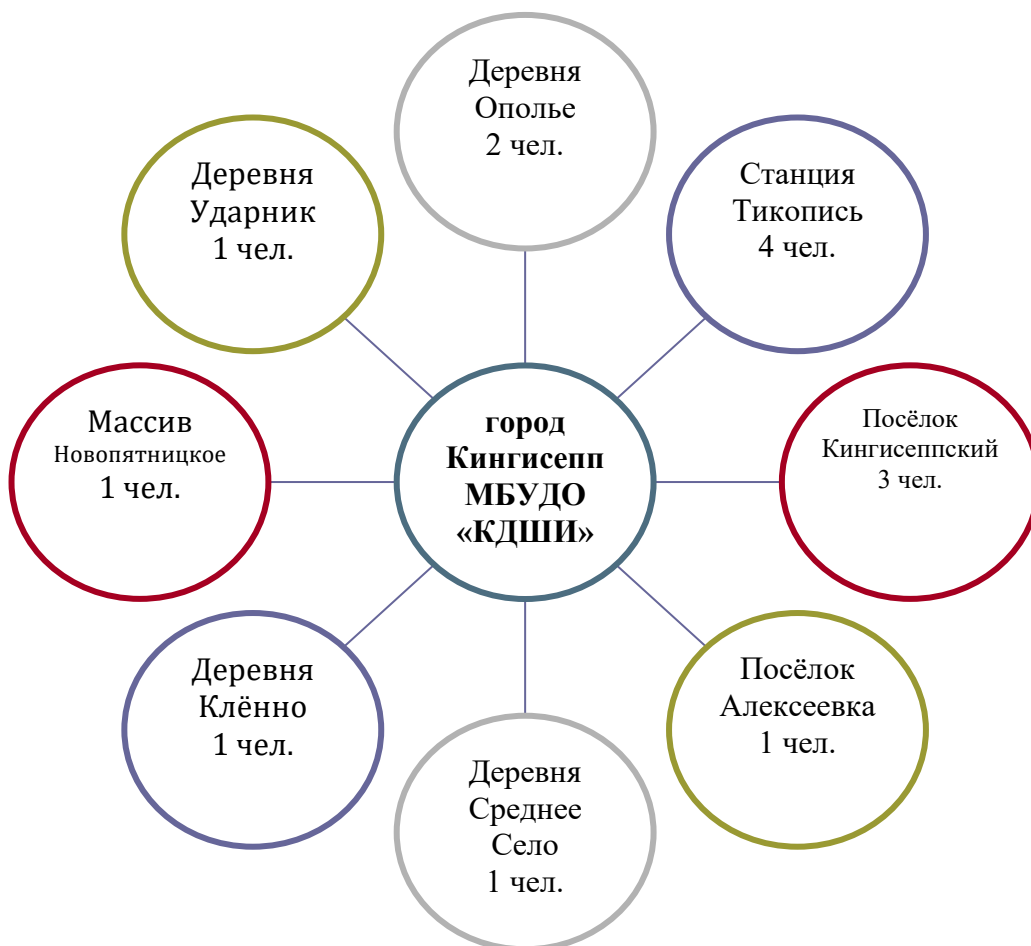 Деревня
Ополье
2 чел.
Станция
Тикопись
4 чел.
Посёлок
Кингисеппский
3 чел.
Посёлок
Алексеевка
1 чел.
Деревня
Среднее
Село
1 чел.
Деревня
Клённо
1 чел.
Массив
Новопятницкое
1 чел.
Деревня
Ударник
1 чел.
город
Кингисепп
МБУДО
«КДШИ»